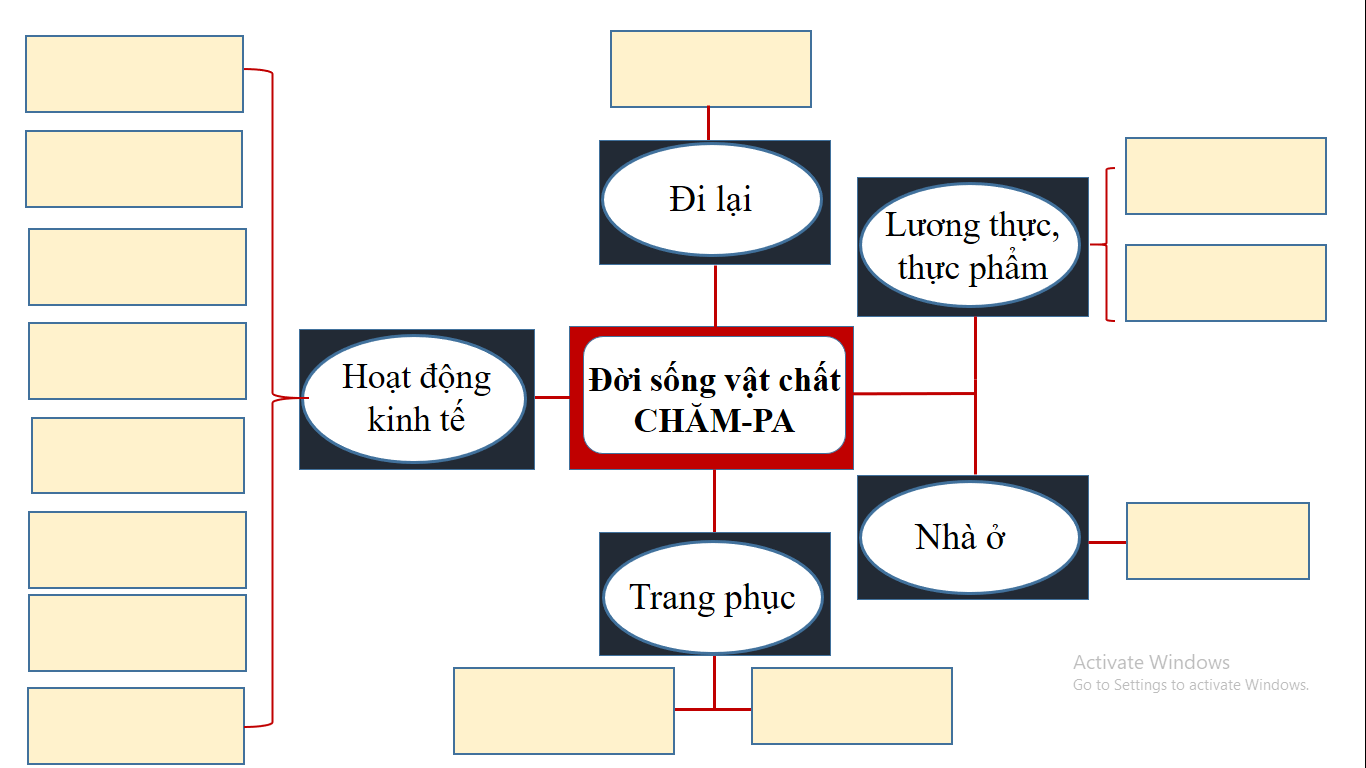 Đi lại
Lương thực,
thực phẩm
Hoạt động
kinh tế
Đời sống vật chất
CHĂM-PA
Nhà ở
Trang phục
Activate Windows
Go to Settings to activate Windows.